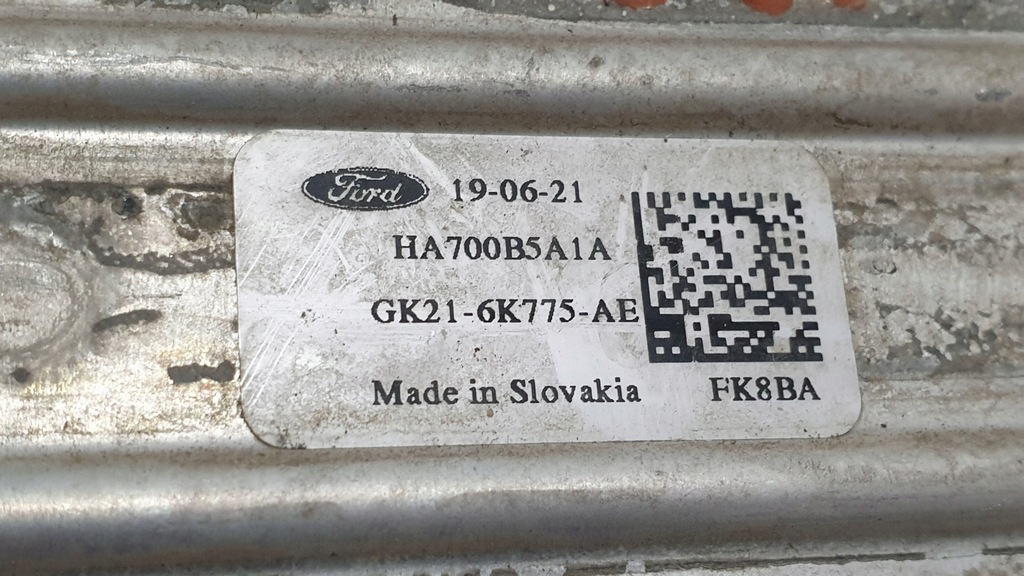 Ford 19-06-21
HA700B5A1A
GK21-6K775-AE
Made in Slovakia FK8BA